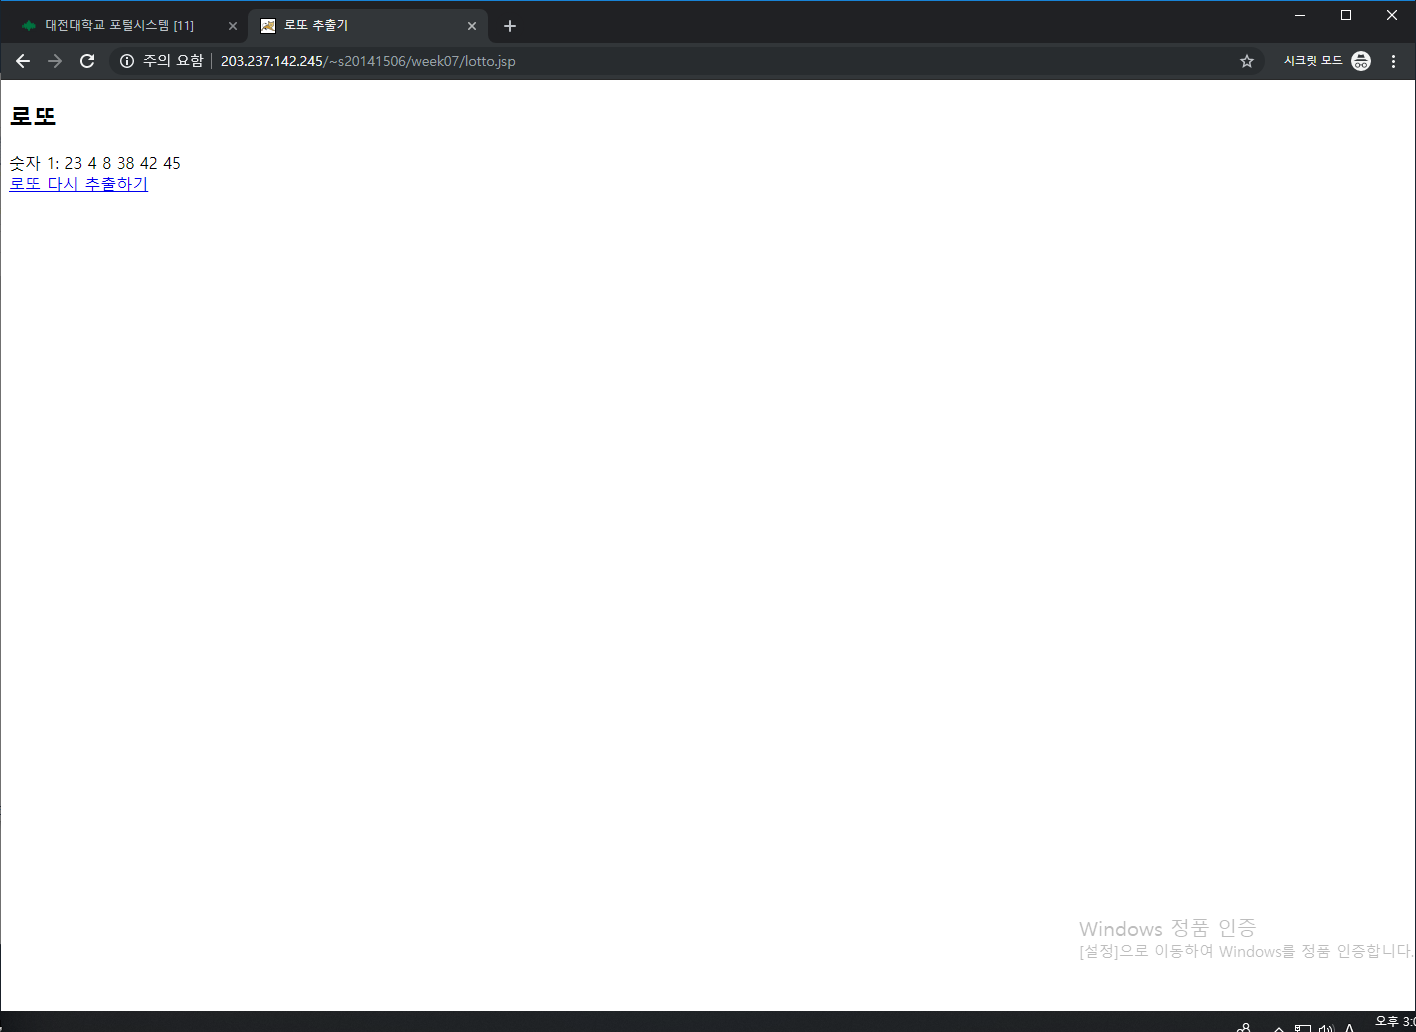 대전대학교 포털시스템 [11]
로또 추출기
주의 요함
203.237.142.245/~s20141506/week07/lotto.jsp
시크릿 모드
로또
숫자 1: 23 4 8 38 42 45
로또 다시 추출하기
Windows 정품 인증
[설정]으로 이동하여 Windows를 정품 인증합니다.
A
오후 3:0